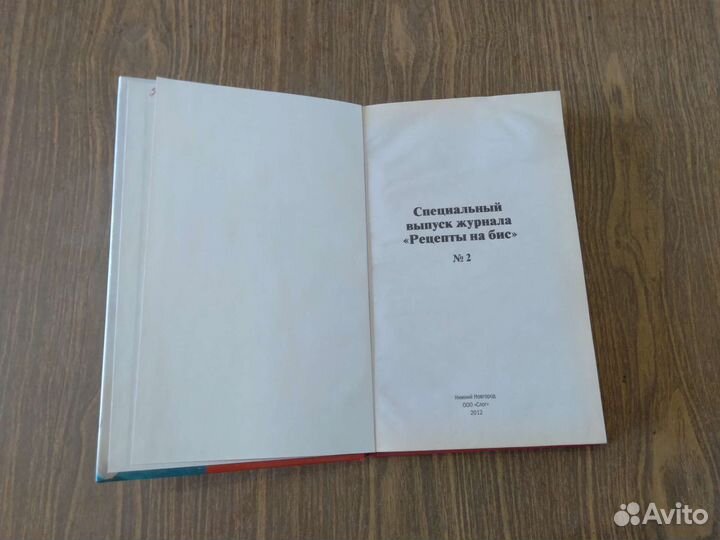 Специальный
выпуск журнала
«Рецепты на бис»
№ 2
Нижний Новгород
ООО «Слог»
2012
Avito